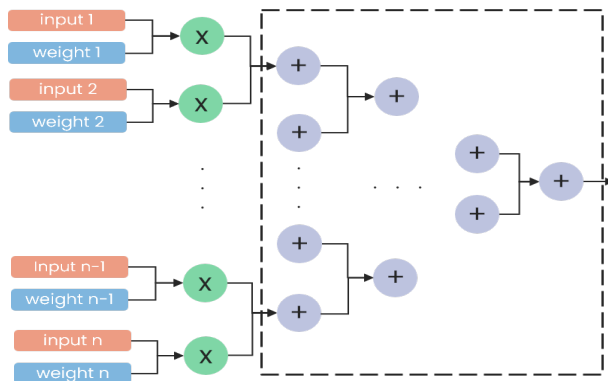 input 1
weight 1
x
input 2
weight 2
x
+
+
+
. . .
+
+
+
Input n-1
weight n-1
x
input n
weight n
x
+
+
+